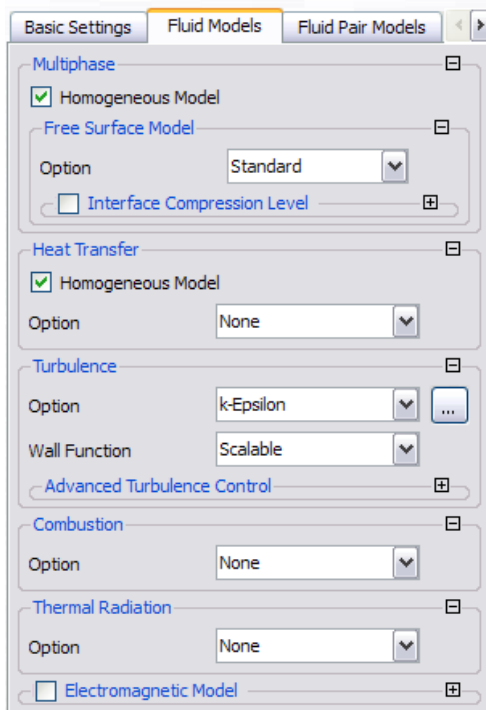 Basic Settings Fluid Models Fluid Pair Models
Multiphase
Homogeneous Model
Free Surface Model
Option Standard
Interface Compression Level
Heat Transfer
Homogeneous Model
Option None
Turbulence
Option k-Epsilon ...
Wall Function Scalable
Advanced Turbulence Control
Combustion
Option None
Thermal Radiation
Option None
Electromagnetic Model